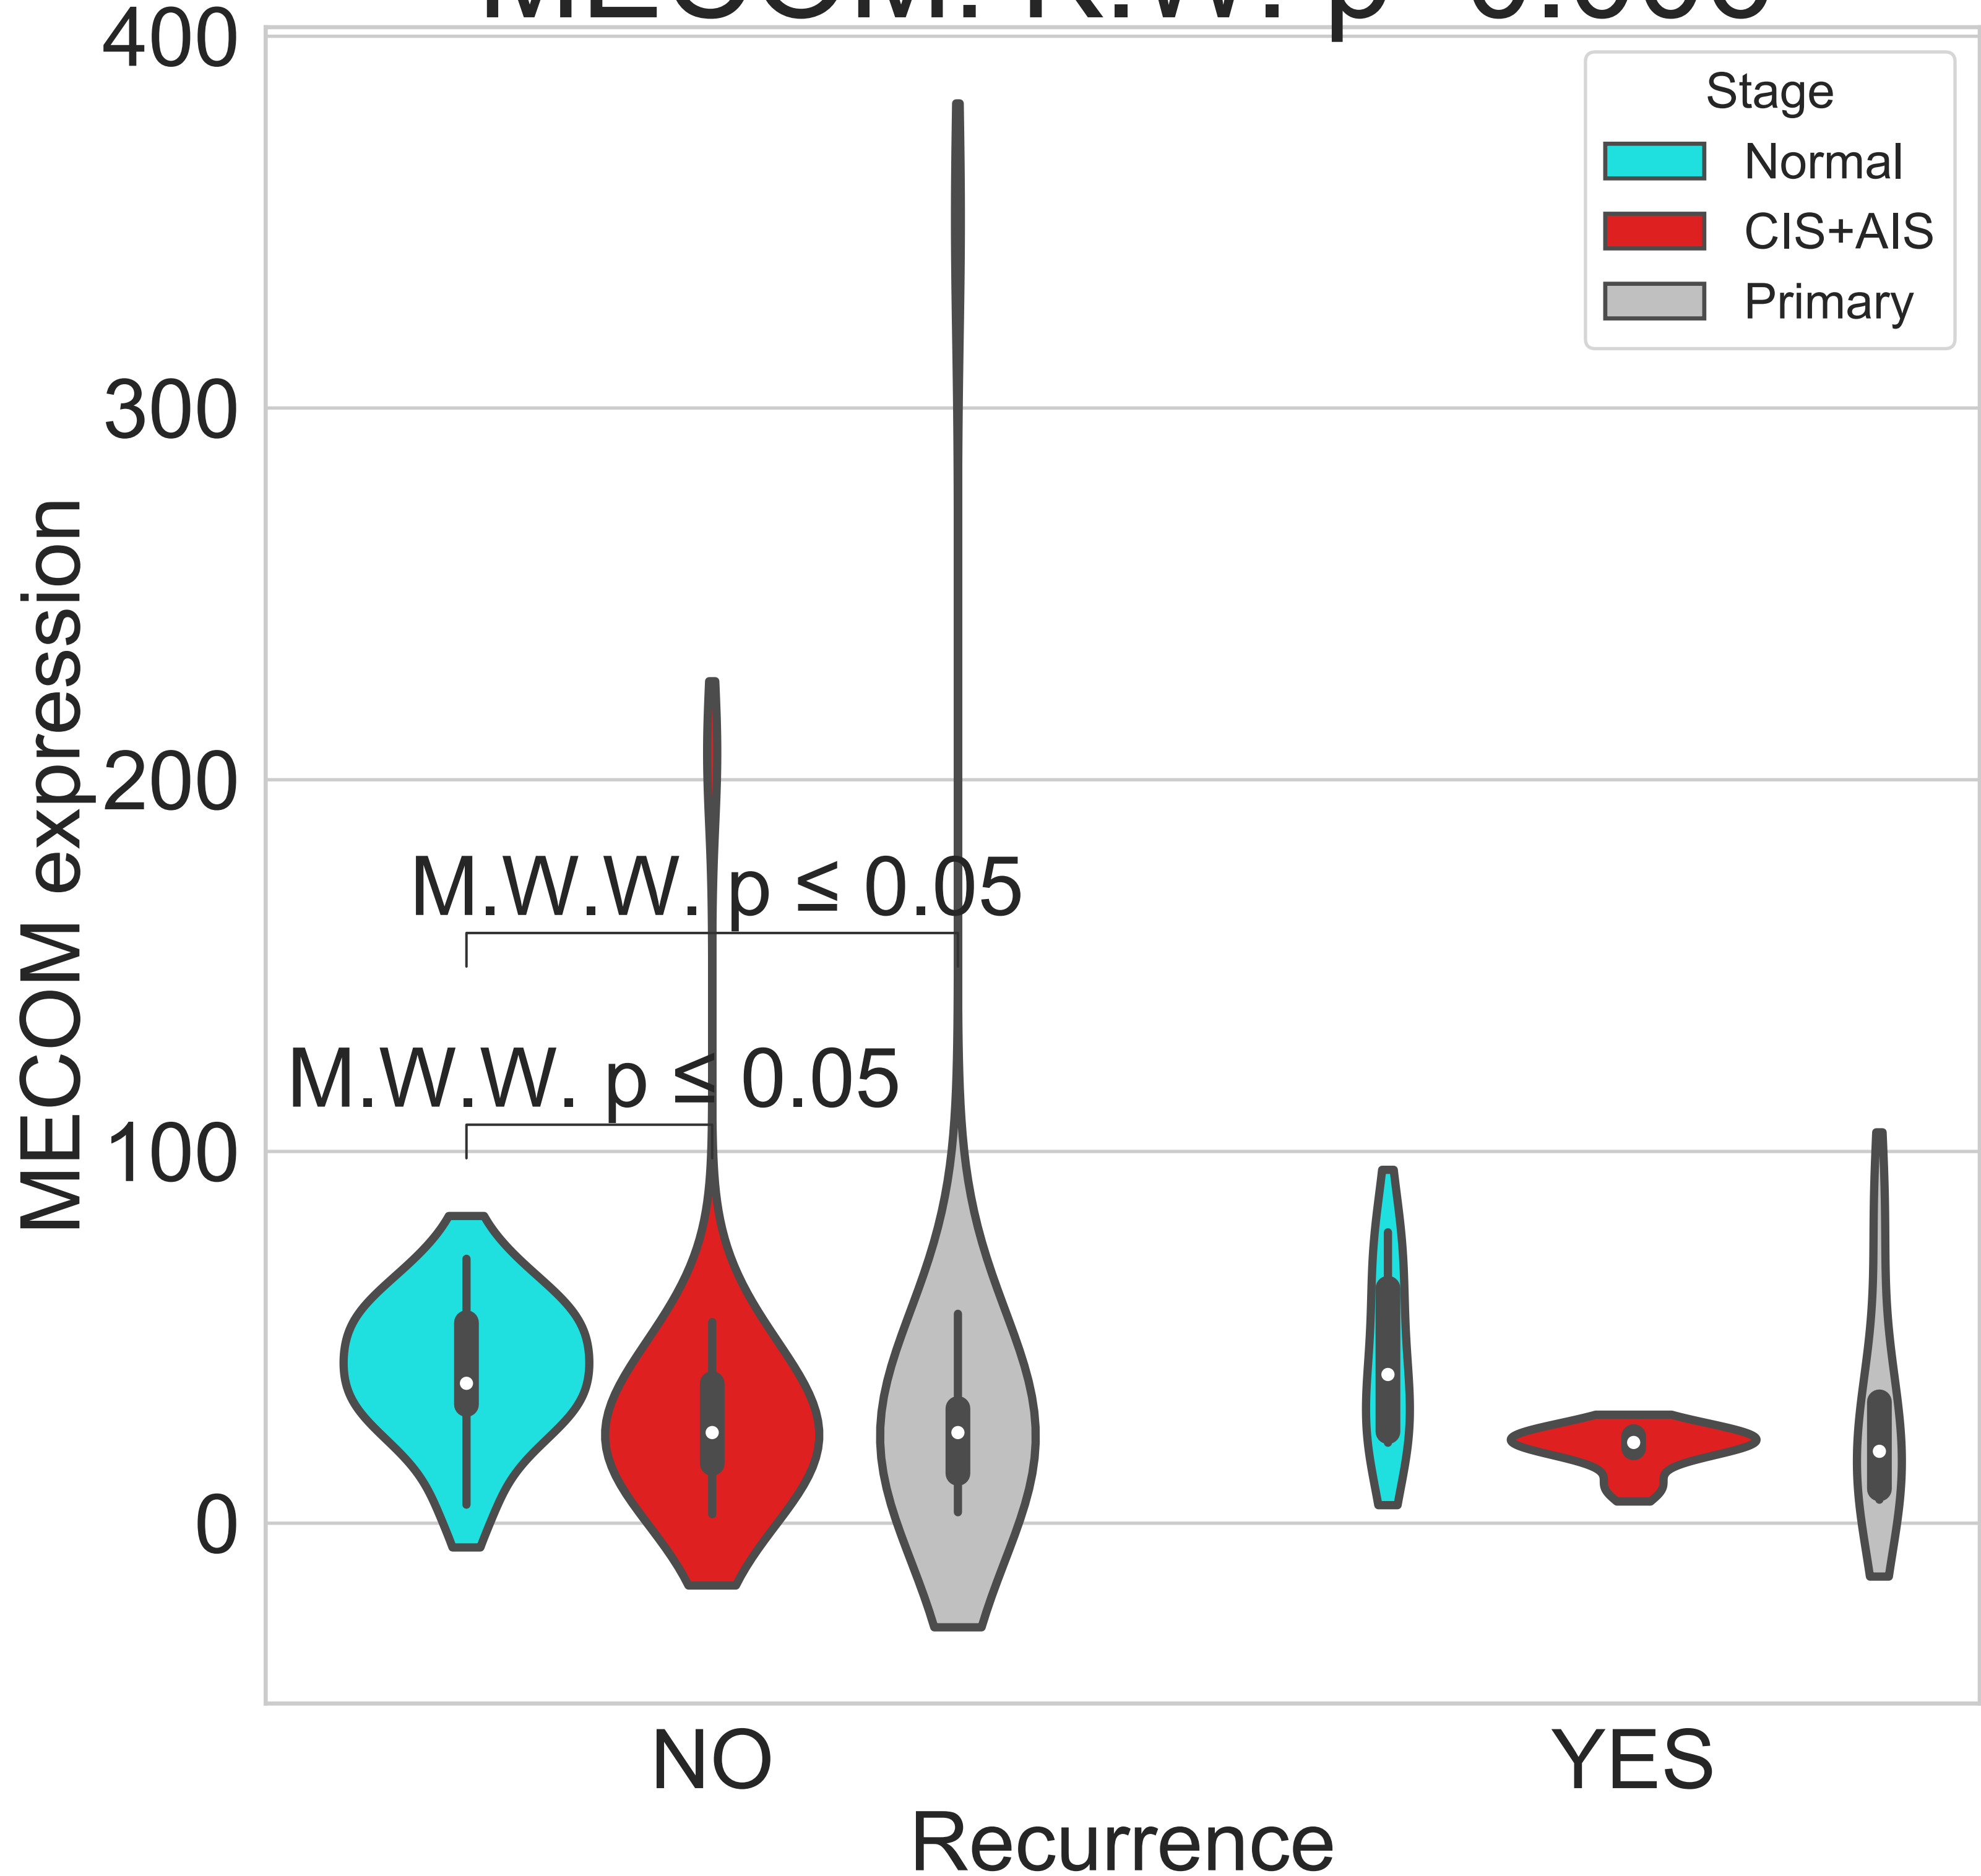 400
300
200
100
0
MECOM expression
Stage
Normal
CIS+AIS
Primary
M.W.W. p ≤ 0.05
M.W.W. p ≤ 0.05
NO
YES
Recurrence